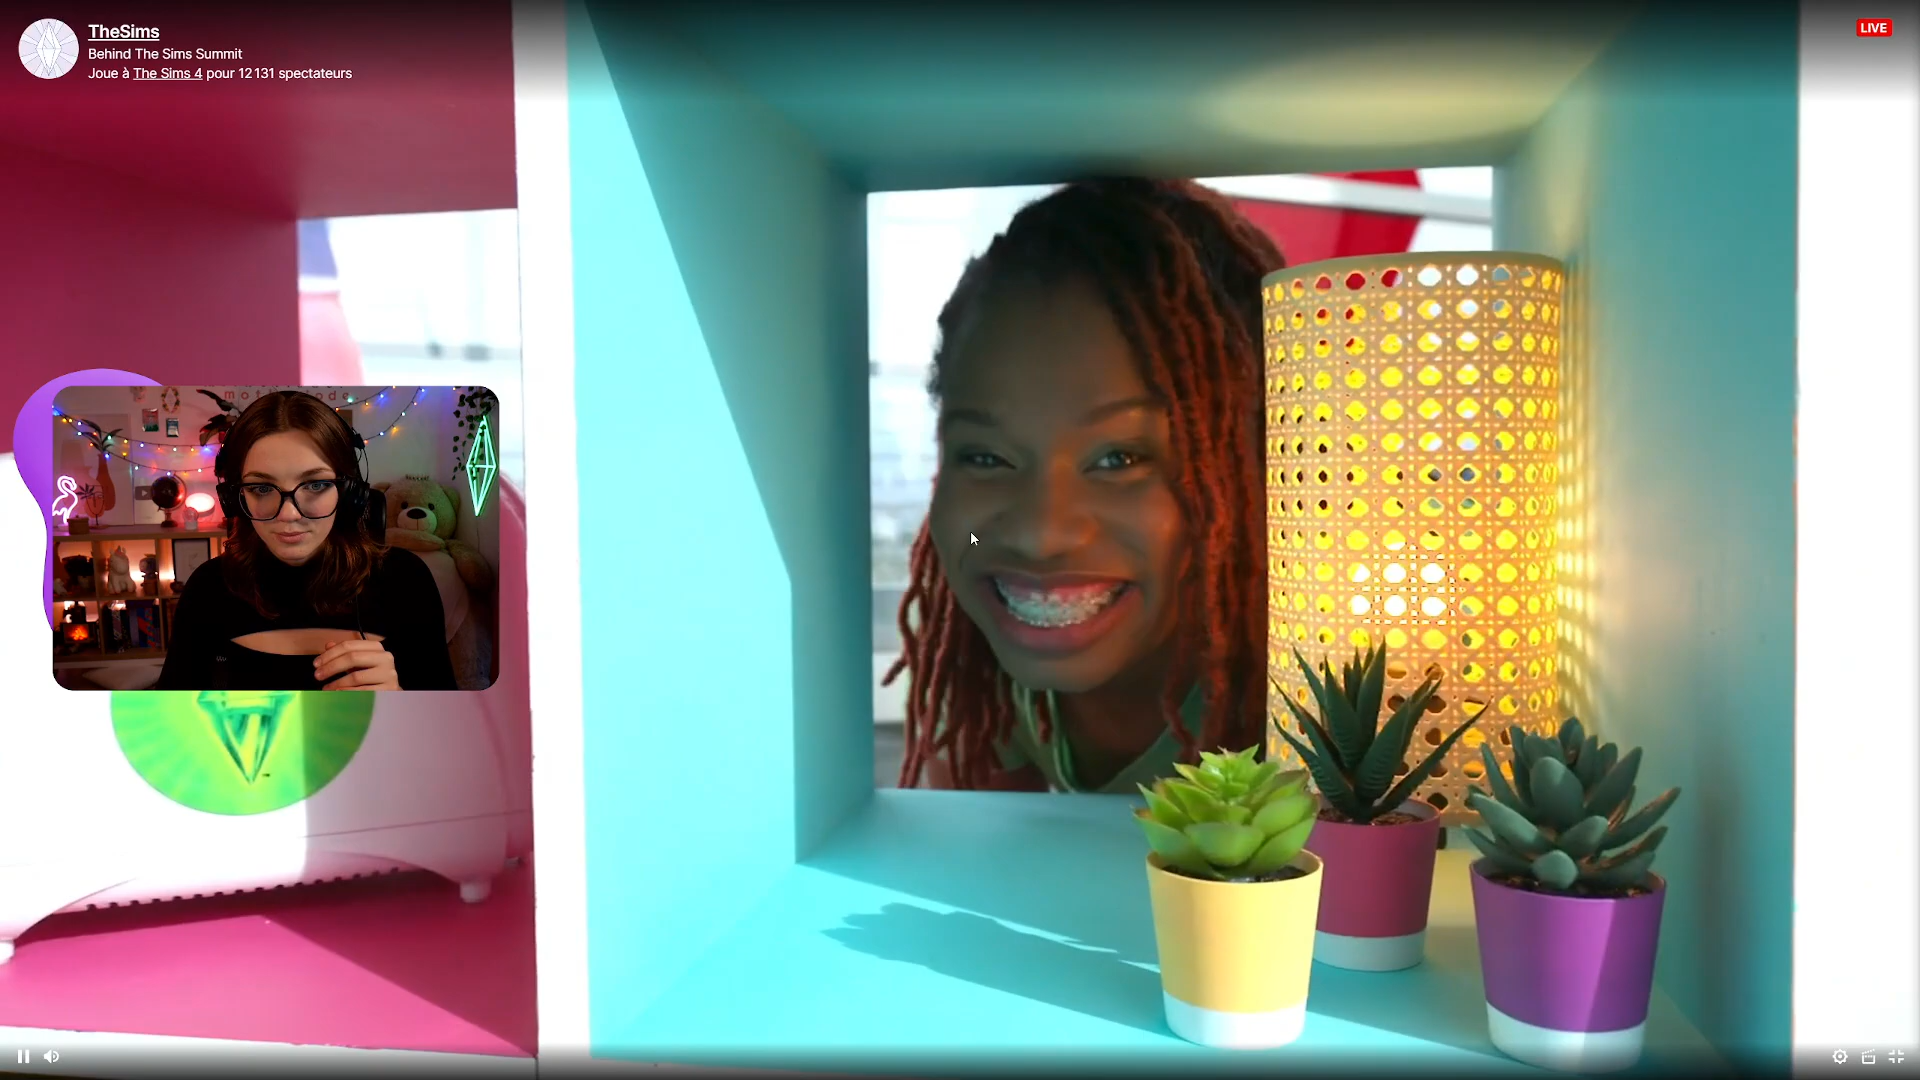 TheSims
Behind The Sims Summit
Joue à The Sims 4 pour 12 131 spectateurs
LIVE